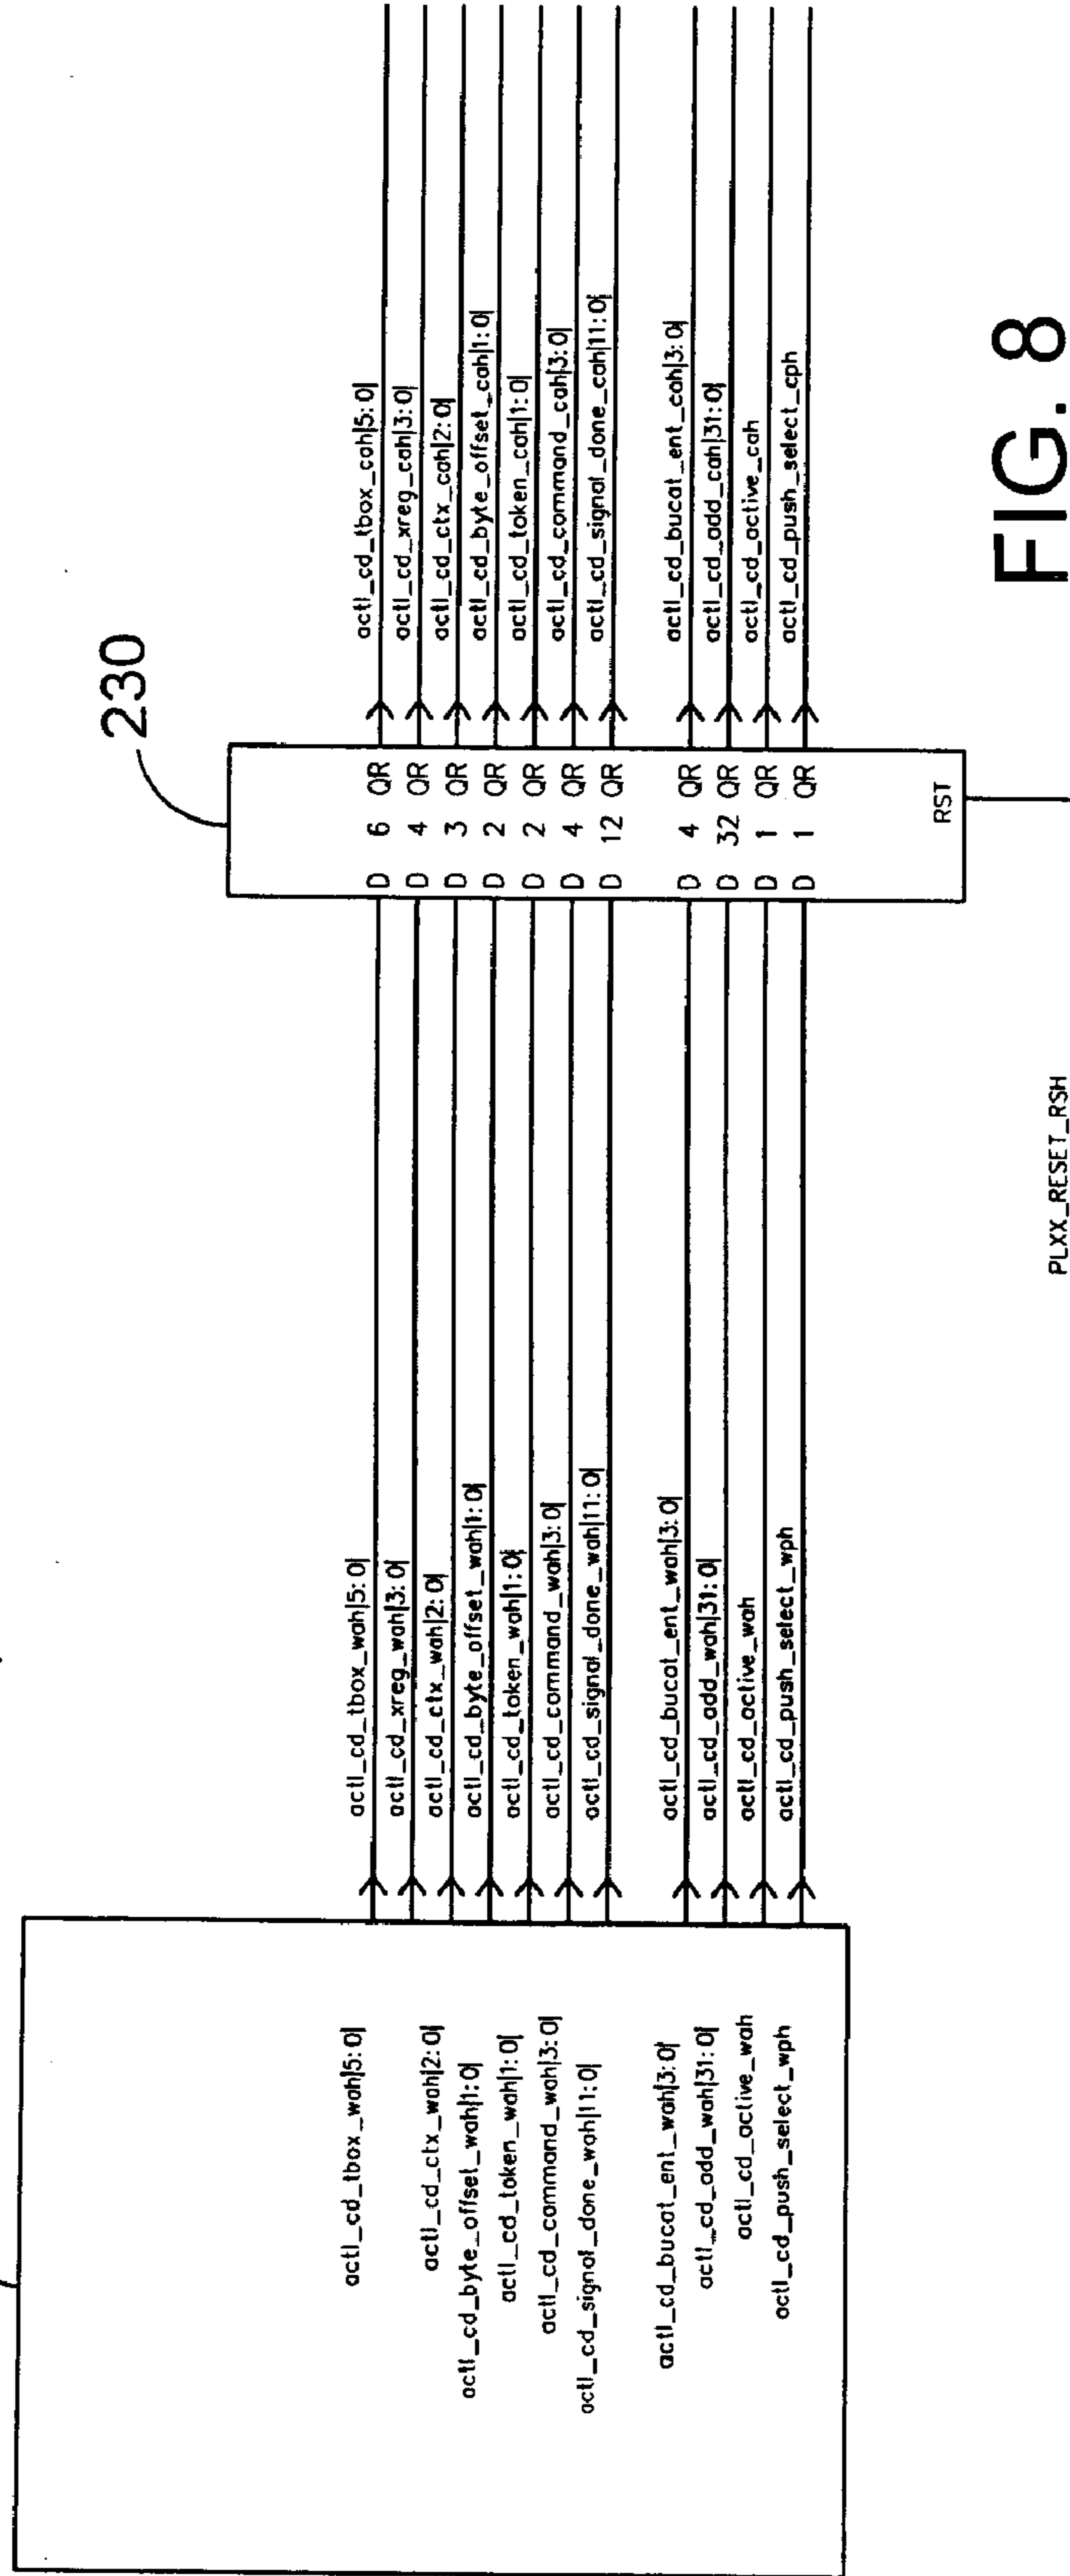 actl_cd_tbox_wah|5:0|
actl_cd_ctx_wah|2:0|
actl_cd_byte_offset_wah|1:0|
actl_cd_token_wah|1:0|
actl_cd_command_wah|3:0|
actl_cd_signal_done_wah|11:0|
actl_cd_bucat_ent_wah|3:0|
actl_cd_add_wah|31:0|
actl_cd_active_wah
actl_cd_push_select_wph
actl_cd_tbox_wah|5:0|
actl_cd_xreg_wah|3:0|
actl_cd_ctx_wah|2:0|
actl_cd_byte_offset_wah|1:0|
actl_cd_token_wah|1:0|
actl_cd_command_wah|3:0|
actl_cd_signal_done_wah|11:0|
actl_cd_bucat_ent_wah|3:0|
actl_cd_add_wah|31:0|
actl_cd_active_wah
actl_cd_push_select_wph
PLXX_RESET_RSH
230
D 6 QR
D 4 QR
D 3 QR
D 2 QR
D 2 QR
D 4 QR
D 12 QR
D 4 QR
D 32 QR
D 1 QR
D 1 QR
RST
actl_cd_tbox_cah|5:0|
actl_cd_xreg_cah|3:0|
actl_cd_ctx_cah|2:0|
actl_cd_byte_offset_cah|1:0|
actl_cd_token_cah|1:0|
actl_cd_command_cah|3:0|
actl_cd_signal_done_cah|11:0|
actl_cd_bucat_ent_cah|3:0|
actl_cd_add_cah|31:0|
actl_cd_active_cah
actl_cd_push_select_cph
FIG. 8